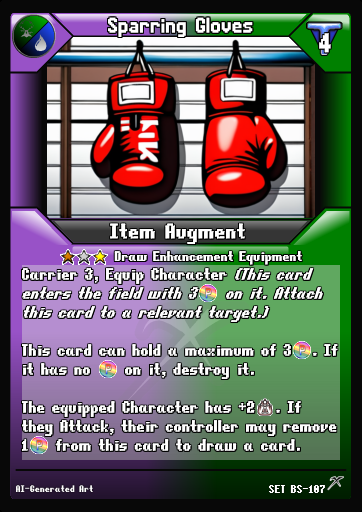 Sparring Gloves
4
Item Augment
Draw Enhancement Equipment
Carrier 3, Equip Character (This card
enters the field with 3 on it. Attach
this card to a relevant target.)
This card can hold a maximum of 3. If
it has no on it, destroy it.
The equipped Character has +2. If
they Attack, their controller may remove
1 from this card to draw a card.
AI-Generated Art
SET BS-107